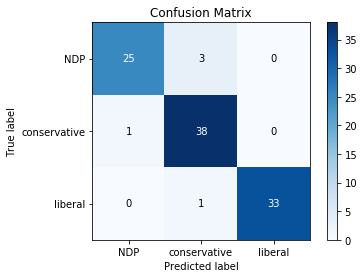 Confusion Matrix
NDP 25 3 0
conservative 1 38 0
liberal 0 1 33
NDP conservative liberal
Predicted label
True label
35
30
25
20
15
10
5
0